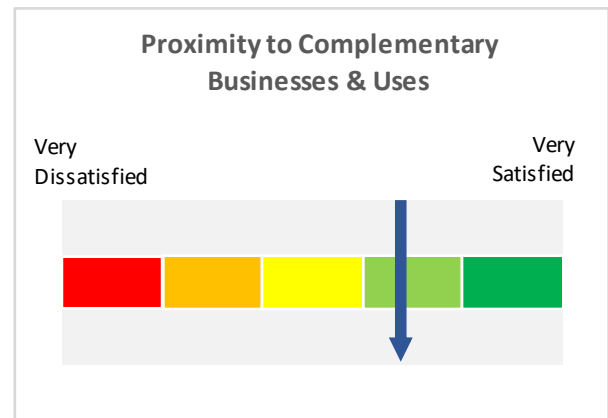 Proximity to Complementary
Businesses & Uses
Very
Dissatisfied
Very
Satisfied